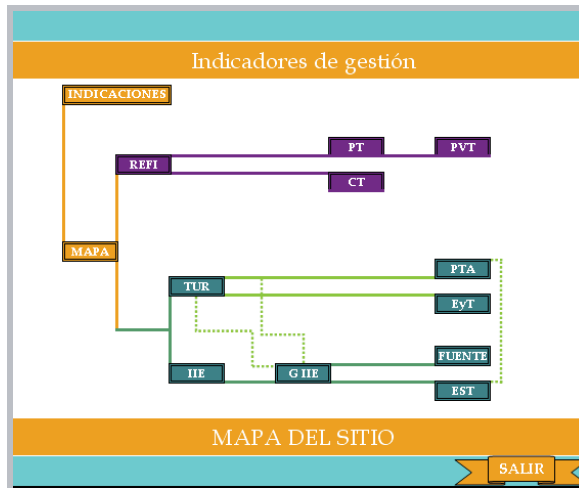 Indicadores de gestión
INDICACIONES
PT
PVT
REFI
CT
MAPA
PTA
TUR
EyT
FUENTE
IIE
G IIE
EST
MAPA DEL SITIO
SALIR